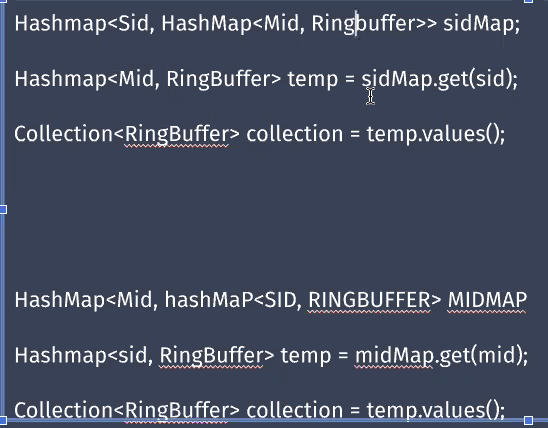 Hashmap<Sid, HashMap<Mid, Ringbuffer>> sidMap;
Hashmap<Mid, RingBuffer> temp = sidMap.get(sid);
Collection<RingBuffer> collection = temp.values();
HashMap<Mid, hashMaP<SID, RINGBUFFER> MIDMAP
Hashmap<sid, RingBuffer> temp = midMap.get(mid);
Collection<RingBuffer> collection = temp.values();